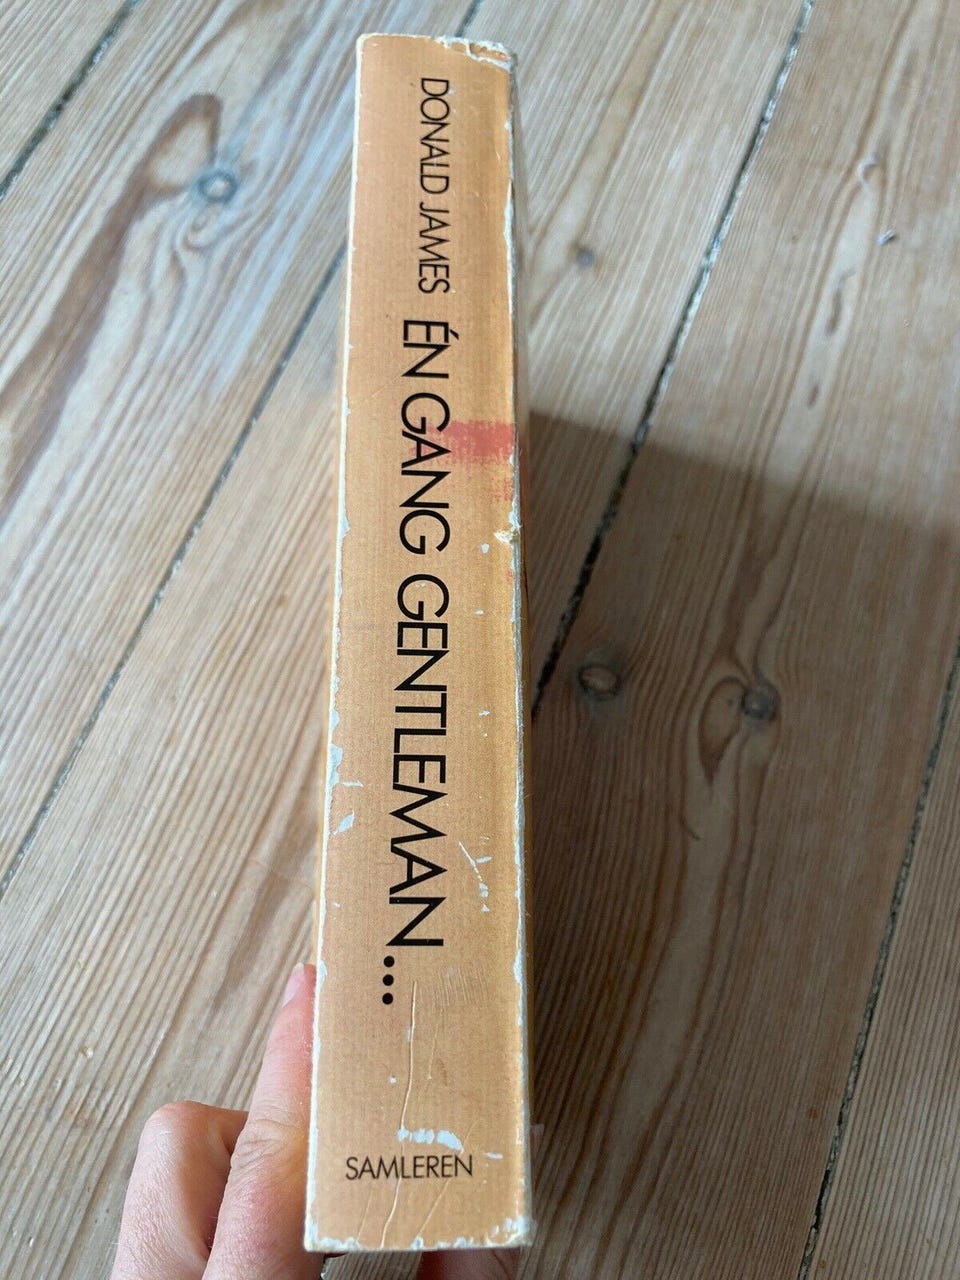 DONALD JAMES
ÉN GANG GENTLEMAN...
SAMLEREN